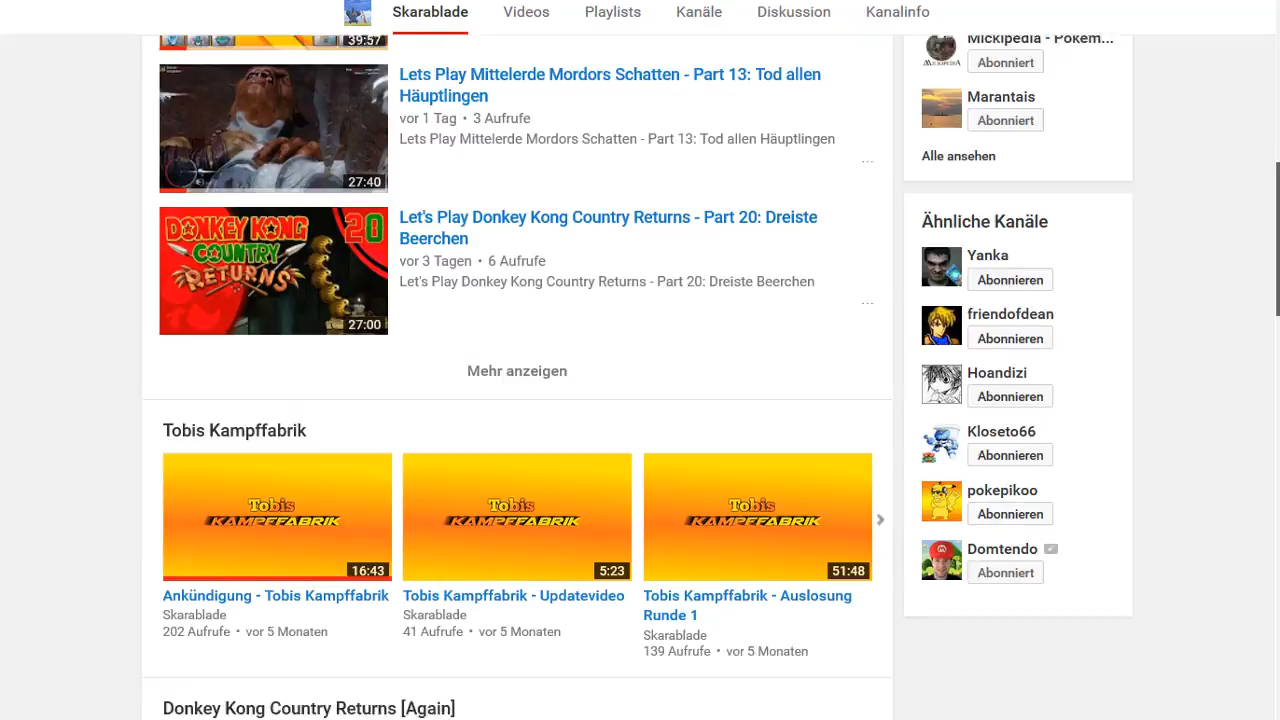 Skarablade Videos Playlists Kanäle Diskussion Kanalinfo
39:57
Lets Play Mittelerde Mordors Schatten - Part 13: Tod allen
Häuptlingen
vor 1 Tag • 3 Aufrufe
Lets Play Mittelerde Mordors Schatten - Part 13: Tod allen Häuptlingen
...
27:40
DONKEY KONG
COUNTRY
RETURNS
20
27:00
Let's Play Donkey Kong Country Returns - Part 20: Dreiste
Beerchen
vor 3 Tagen • 6 Aufrufe
Let's Play Donkey Kong Country Returns - Part 20: Dreiste Beerchen
...
Mehr anzeigen
Tobis Kampffabrik
Tobis
KAMPFFABRIK
16:43
Ankündigung - Tobis Kampffabrik
Skarablade
202 Aufrufe • vor 5 Monaten
Tobis
KAMPFFABRIK
5:23
Tobis Kampffabrik - Updatevideo
Skarablade
41 Aufrufe • vor 5 Monaten
Tobis
KAMPFFABRIK
51:48
Tobis Kampffabrik - Auslosung
Runde 1
Skarablade
139 Aufrufe • vor 5 Monaten
Donkey Kong Country Returns [Again]
Mickipedia - Pokém...
Abonniert
Marantais
Abonniert
Alle ansehen
Ähnliche Kanäle
Yanka
Abonnieren
friendofdean
Abonnieren
Hoandizi
Abonnieren
Kloseto66
Abonnieren
pokepikoo
Abonnieren
Domtendo
Abonniert